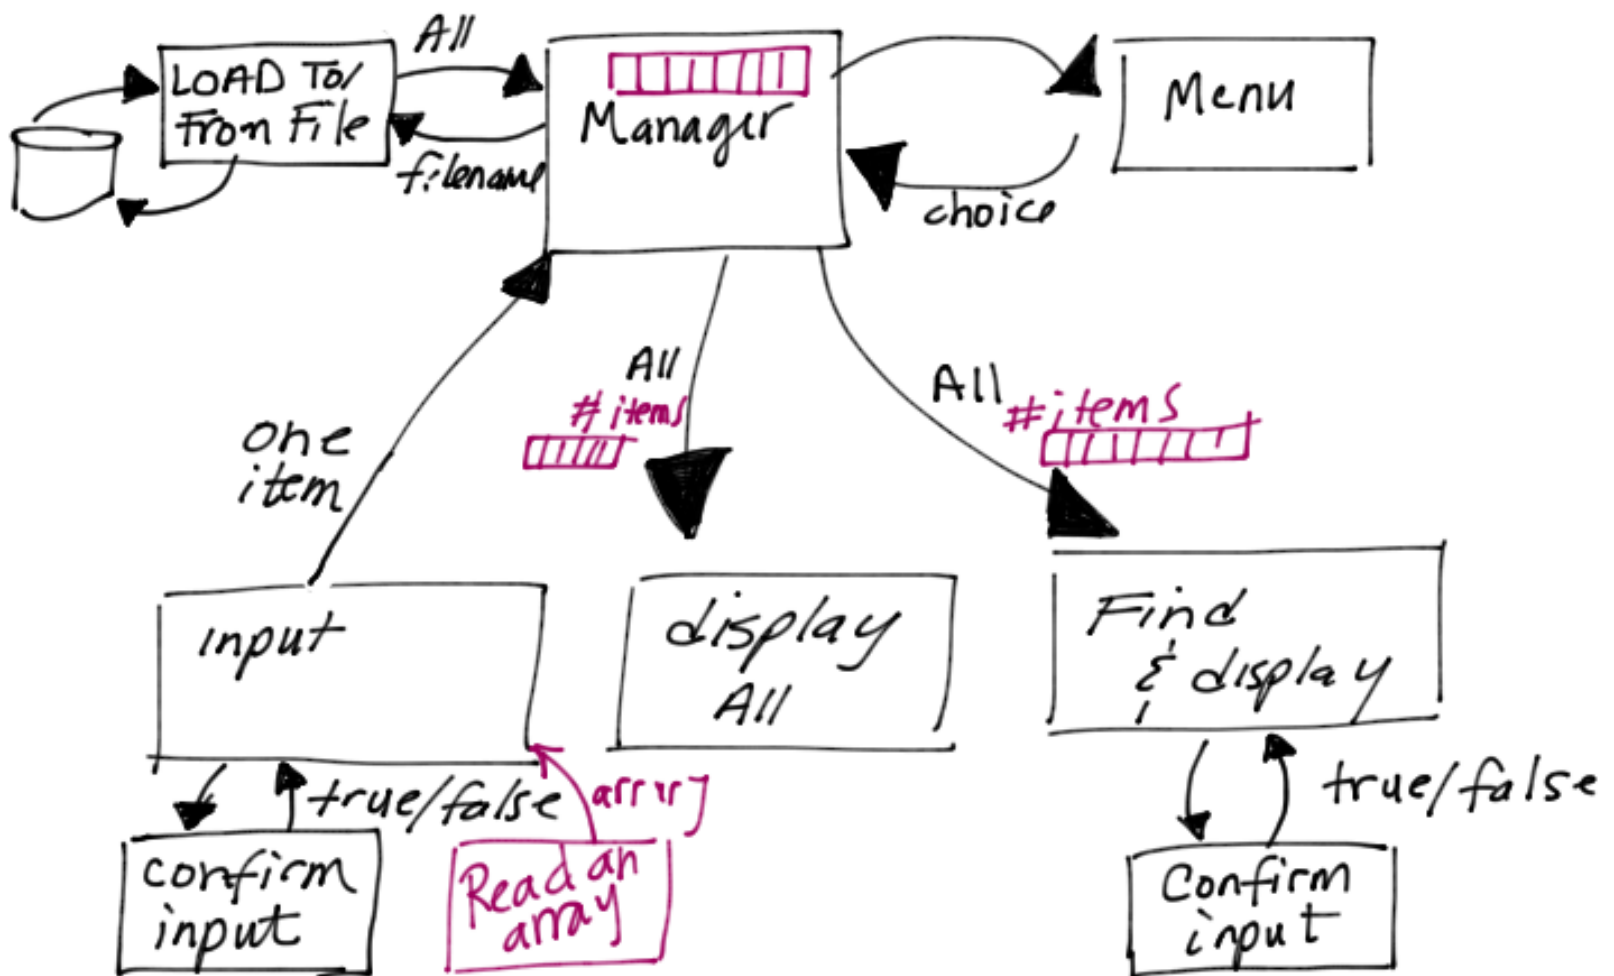 All
LOAD To/
From File
filename
Manager
Menu
choice
one
item
All
# items
All
# items
input
display
All
Find
& display
true/false
array
true/false
confirm
input
Read an
array
Confirm
input